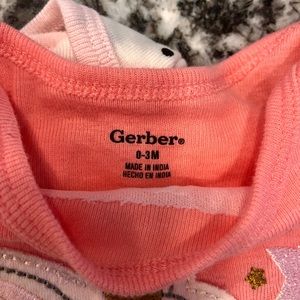 Gerber®
0-3M
MADE IN INDIA
HECHO EN INDIA